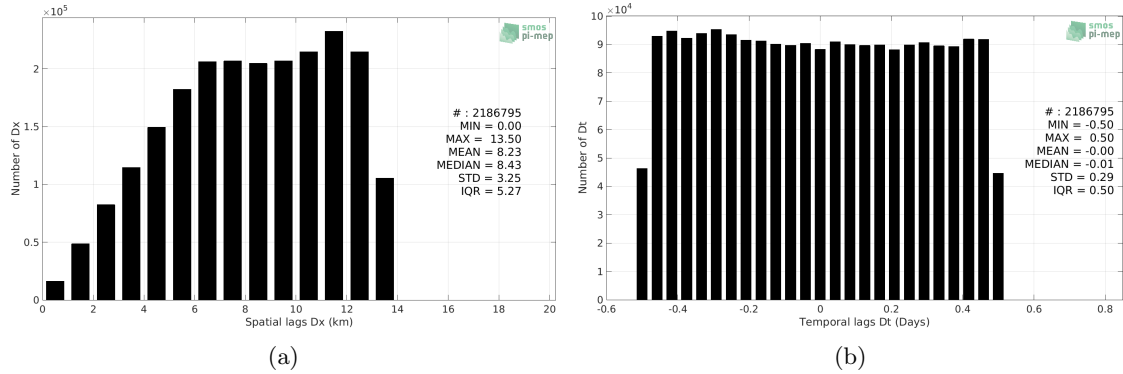 ×10⁵
2
1.5
1
0.5
0
Number of Dx
0 2 4 6 8 10 12 14 16 18 20
Spatial lags Dx (km)
smos
pi-mep
# : 2186795
MIN = 0.00
MAX = 13.50
MEAN = 8.23
MEDIAN = 8.43
STD = 3.25
IQR = 5.27
(a)
×10⁴
10
9
8
7
6
5
4
3
2
1
0
Number of Dt
-0.6 -0.4 -0.2 0 0.2 0.4 0.6 0.8
Temporal lags Dt (Days)
smos
pi-mep
# : 2186795
MIN = -0.50
MAX = 0.50
MEAN = -0.00
MEDIAN = -0.01
STD = 0.29
IQR = 0.50
(b)